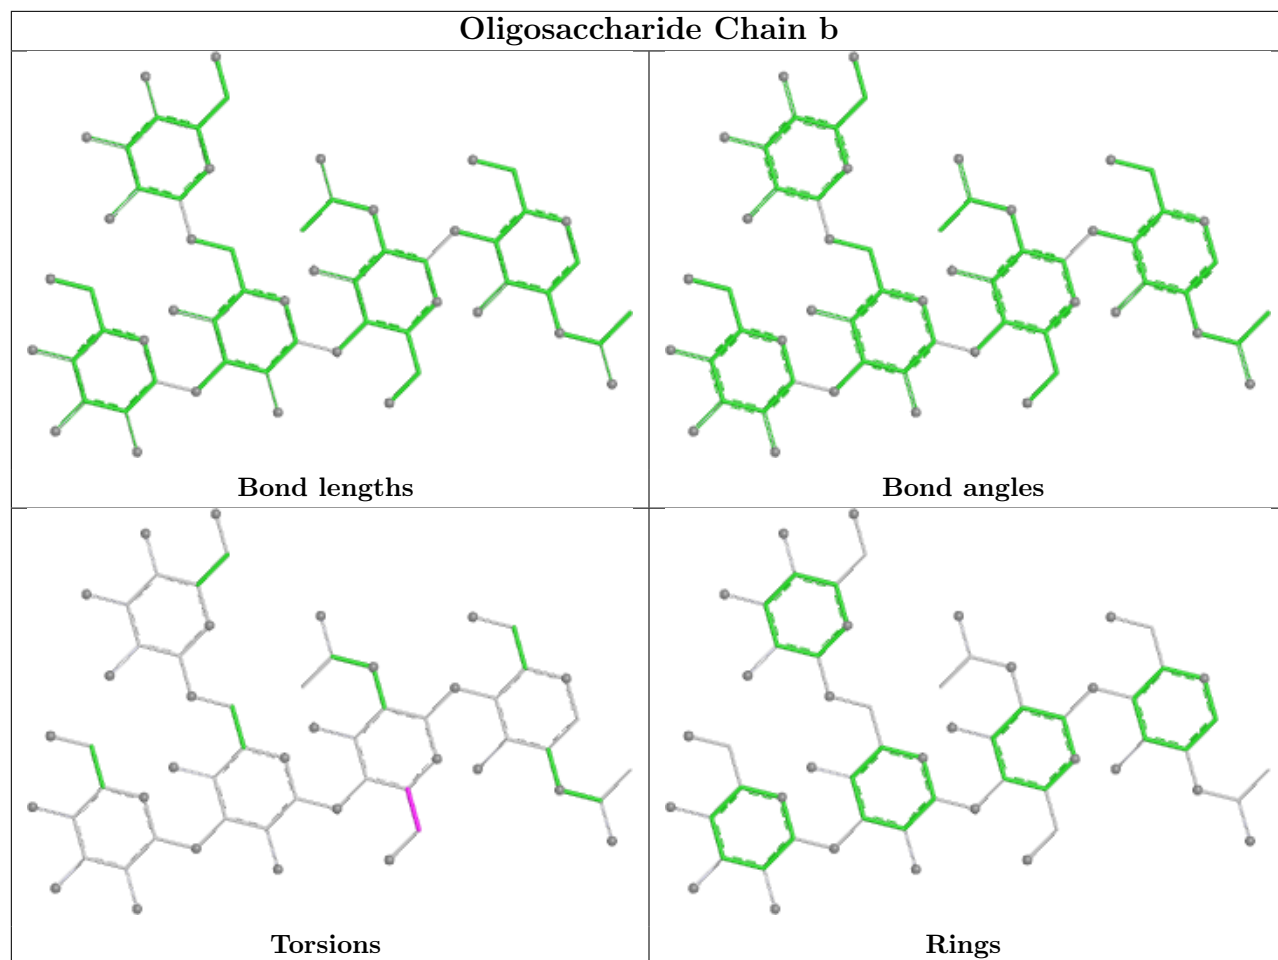 Oligosaccharide Chain b
Bond lengths
Bond angles
Torsions
Rings